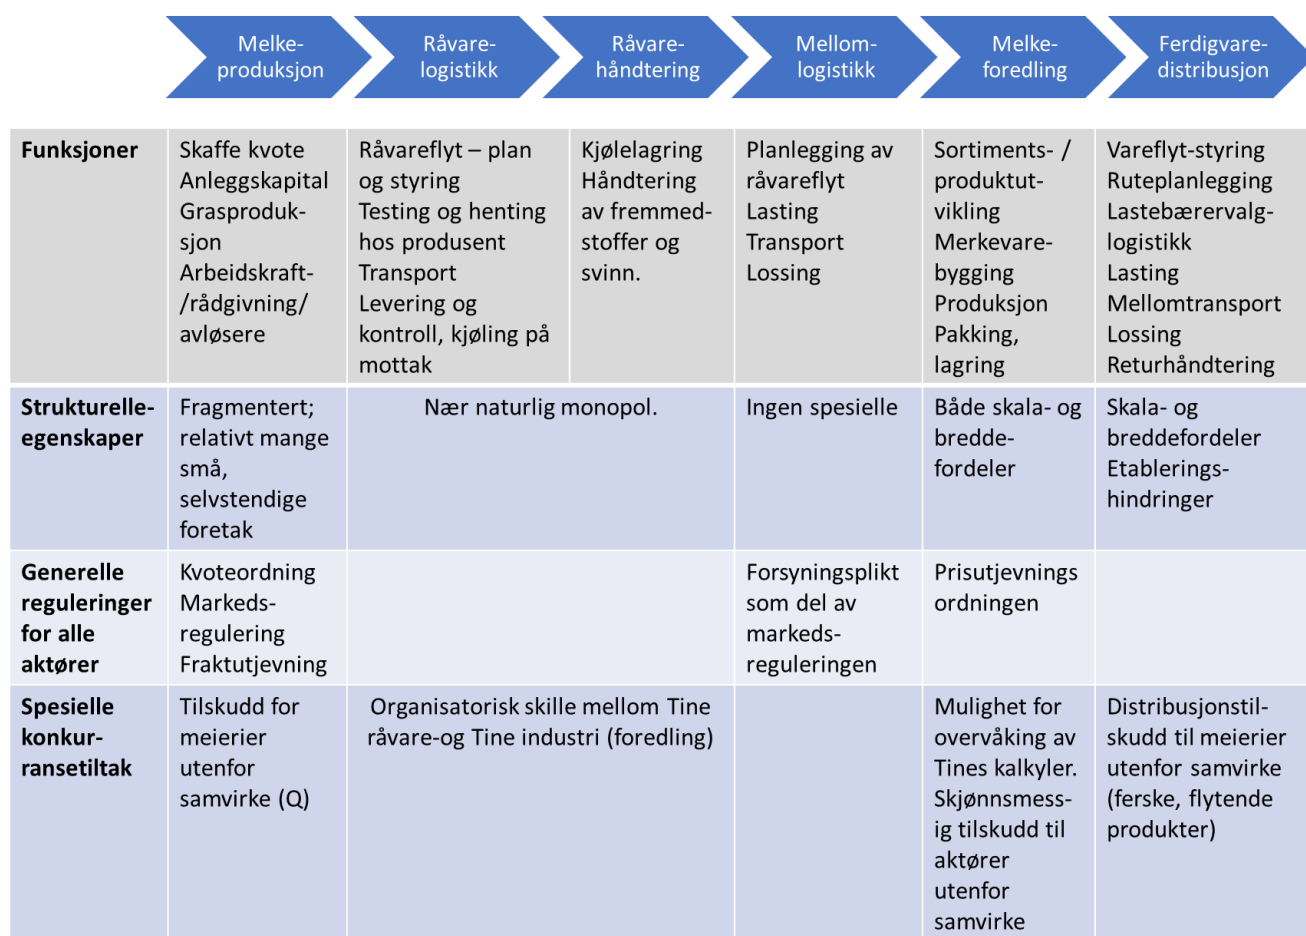 Melke-
produksjon
Råvare-
logistikk
Råvare-
håndtering
Mellom-
logistikk
Melke-
foredling
Ferdigvare-
distribusjon
Funksjoner
Skaffe kvote
Anleggskapital
Grasproduk-
sjon
Arbeidskraft-
/rådgivning/
avløsere
Råvareflyt – plan
og styring
Testing og henting
hos produsent
Transport
Levering og
kontroll, kjøling på
mottak
Kjølelagring
Håndtering
av fremmed-
stoffer og
svinn.
Planlegging av
råvareflyt
Lasting
Transport
Lossing
Sortiments- /
produktut-
vikling
Merkevare-
bygging
Produksjon
Pakking,
lagring
Vareflyt-styring
Ruteplanlegging
Lastebærervalg-
logistikk
Lasting
Mellomtransport
Lossing
Returhåndtering
Strukturelle-
egenskaper
Fragmentert;
relativt mange
små,
selvstendige
foretak
Nær naturlig monopol.
Ingen spesielle
Både skala- og
bredde-
fordeler
Skala- og
breddefordeler
Etablerings-
hindringer
Generelle
reguleringer
for alle
aktører
Kvoteordning
Markeds-
regulering
Fraktutjevning
Forsyningsplikt
som del av
markeds-
reguleringen
Prisutjevnings
ordningen
Spesielle
konkur-
ransetiltak
Tilskudd for
meierier
utenfor
samvirke (Q)
Organisatorisk skille mellom Tine
råvare-og Tine industri (foredling)
Mulighet for
overvåking av
Tines kalkyler.
Skjønnsmess-
ig tilskudd til
aktører
utenfor
samvirke
Distribusjonstil-
skudd til meierier
utenfor samvirke
(ferske, flytende
produkter)